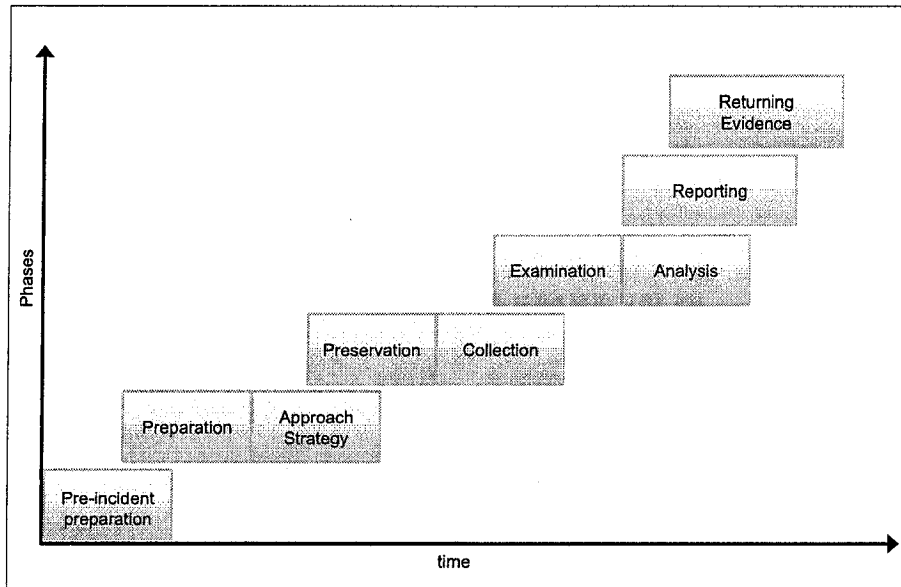 Returning
Evidence
Reporting
Examination
Analysis
Phases
Preservation
Collection
Preparation
Approach
Strategy
Pre-incident
preparation
time